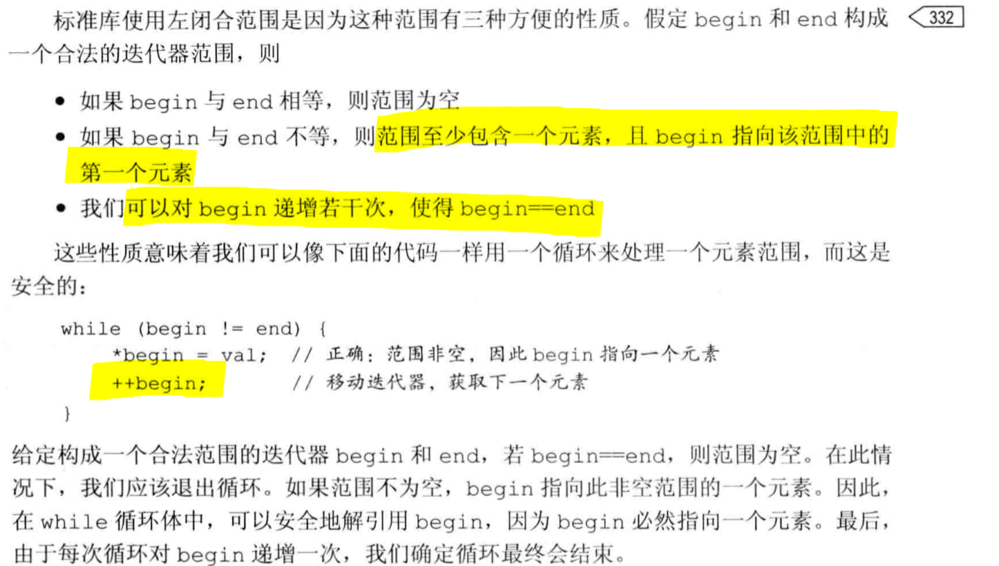 标准库使用左闭合范围是因为这种范围有三种方便的性质。假定 begin 和 end 构成 332
一个合法的迭代器范围，则
● 如果 begin 与 end 相等，则范围为空
● 如果 begin 与 end 不等，则范围至少包含一个元素，且 begin 指向该范围中的
第一个元素
● 我们可以对 begin 递增若干次，使得 begin==end
这些性质意味着我们可以像下面的代码一样用一个循环来处理一个元素范围，而这是
安全的：
while (begin != end) {
*begin = val; // 正确：范围非空，因此 begin 指向一个元素
++begin; // 移动迭代器，获取下一个元素
}
给定构成一个合法范围的迭代器 begin 和 end，若 begin==end，则范围为空。在此情
况下，我们应该退出循环。如果范围不为空，begin 指向此非空范围的一个元素。因此，
在 while 循环体中，可以安全地解引用 begin，因为 begin 必然指向一个元素。最后，
由于每次循环对 begin 递增一次，我们确定循环最终会结束。